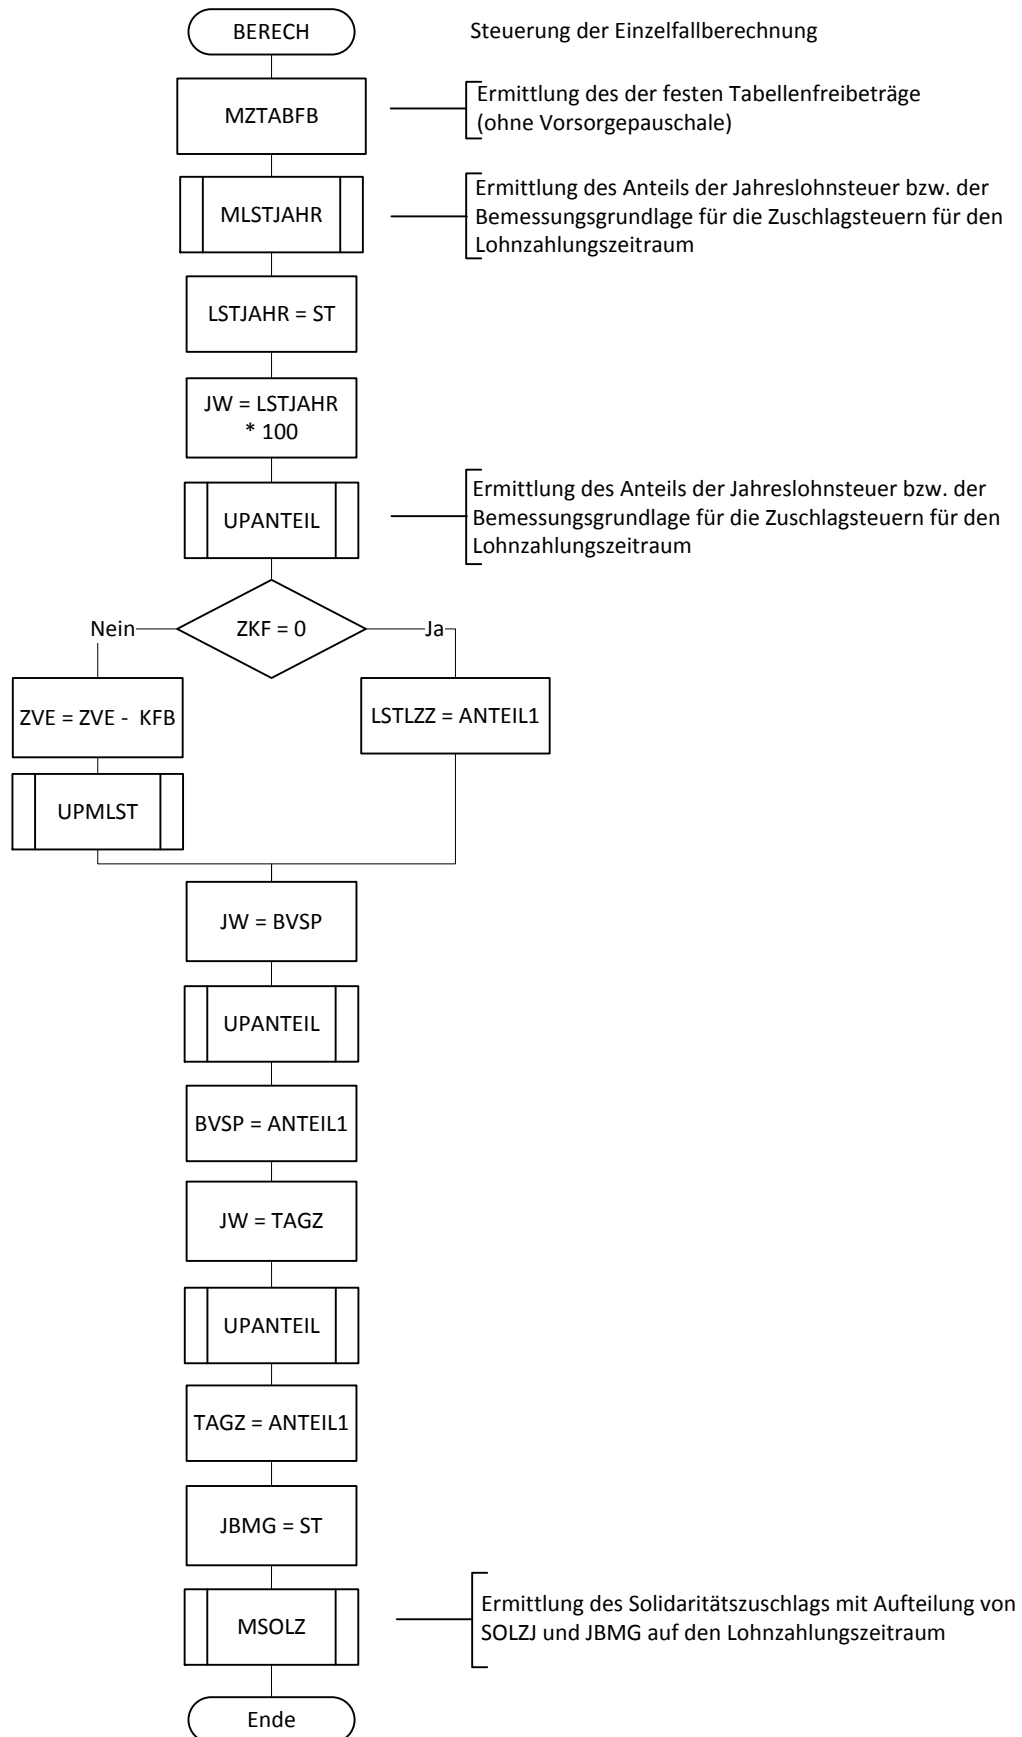 BERECH
Steuerung der Einzelfallberechnung
MZTABFB
Ermittlung des der festen Tabellenfreibeträge
(ohne Vorsorgepauschale)
MLSTJAHR
Ermittlung des Anteils der Jahreslohnsteuer bzw. der
Bemessungsgrundlage für die Zuschlagsteuern für den
Lohnzahlungszeitraum
LSTJAHR = ST
JW = LSTJAHR
* 100
UPANTEIL
Ermittlung des Anteils der Jahreslohnsteuer bzw. der
Bemessungsgrundlage für die Zuschlagsteuern für den
Lohnzahlungszeitraum
Nein
ZKF = 0
Ja
ZVE = ZVE - KFB
LSTLZZ = ANTEIL1
UPMLST
JW = BVSP
UPANTEIL
BVSP = ANTEIL1
JW = TAGZ
UPANTEIL
TAGZ = ANTEIL1
JBMG = ST
MSOLZ
Ermittlung des Solidaritätszuschlags mit Aufteilung von
SOLZJ und JBMG auf den Lohnzahlungszeitraum
Ende